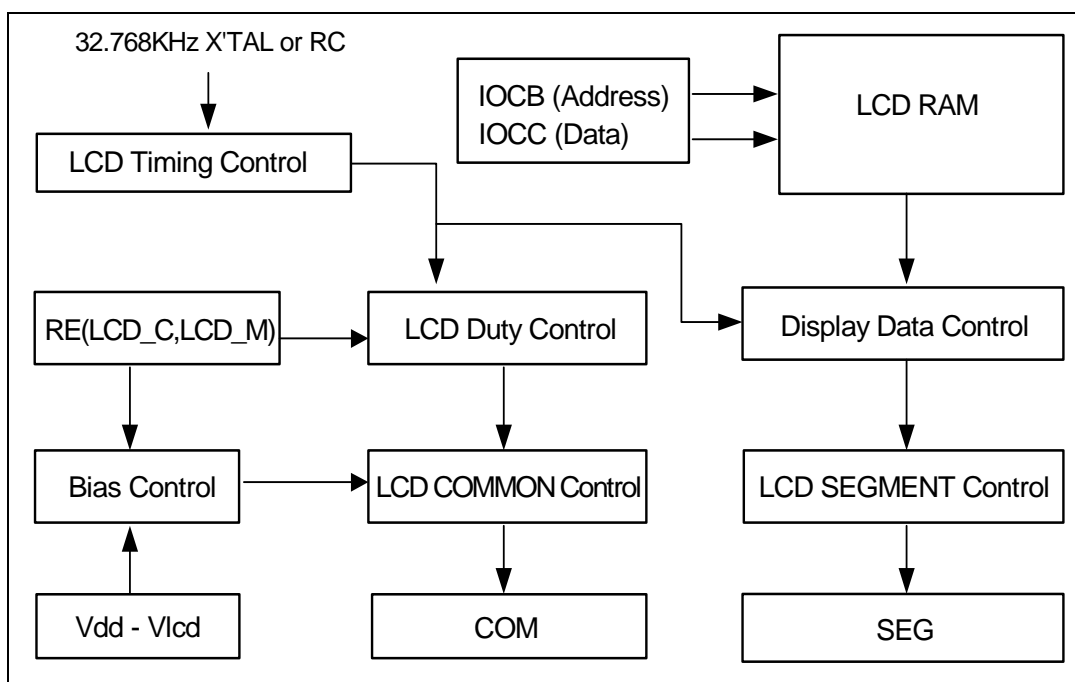 32.768KHz X'TAL or RC
IOCB (Address)
IOCC (Data)
LCD RAM
LCD Timing Control
RE(LCD_C,LCD_M)
LCD Duty Control
Display Data Control
Bias Control
LCD COMMON Control
LCD SEGMENT Control
Vdd - Vlcd
COM
SEG